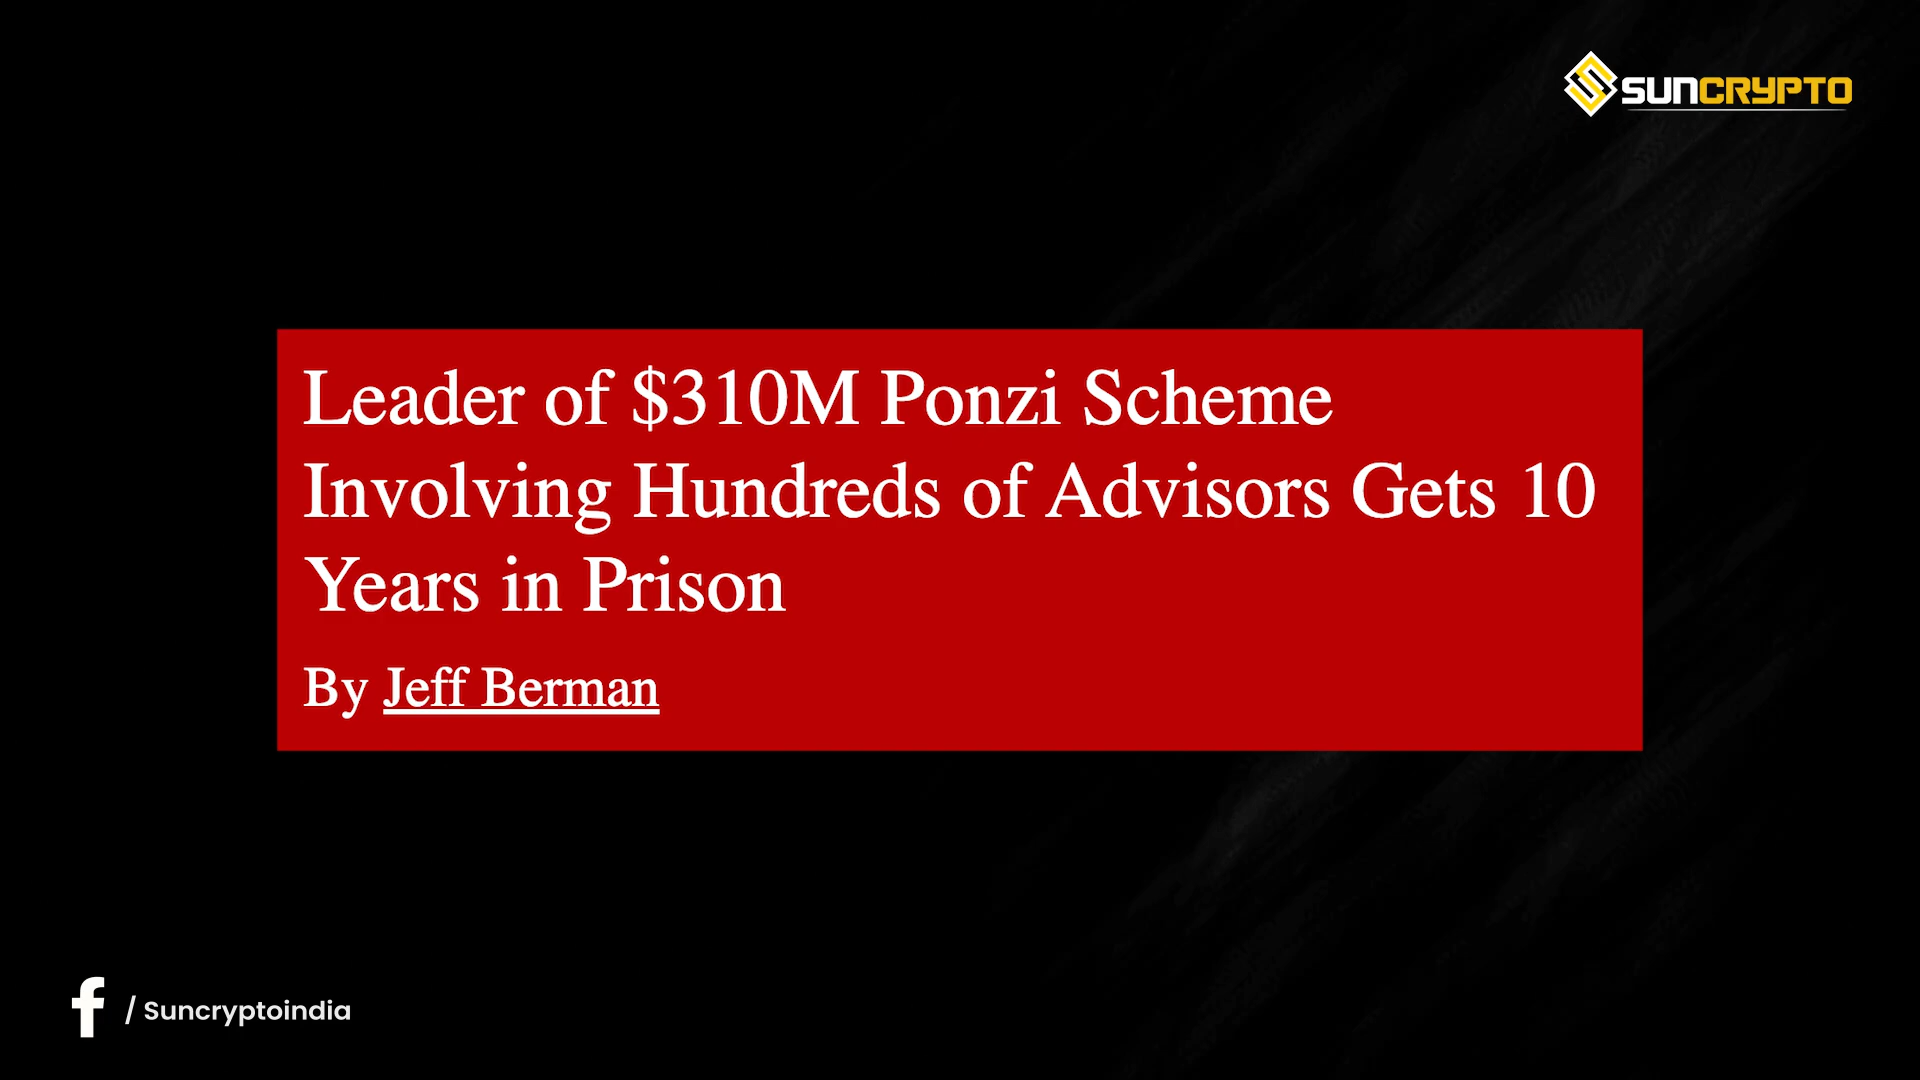 SUNCRYPTO
Leader of $310M Ponzi Scheme
Involving Hundreds of Advisors Gets 10
Years in Prison
By Jeff Berman
f / Suncryptoindia